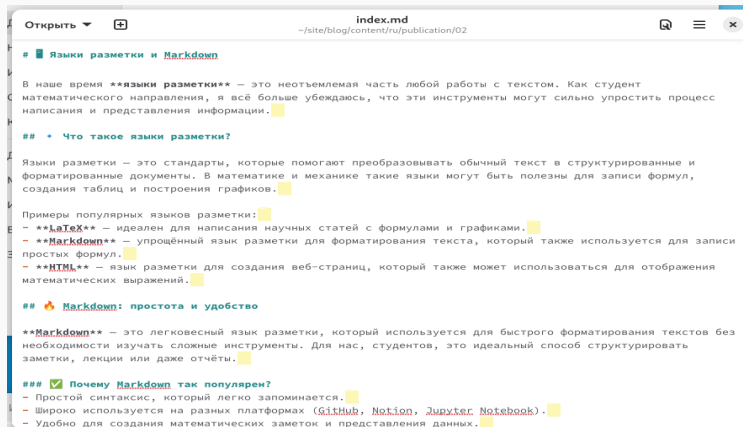 Открыть
index.md
~/site/blog/content/ru/publication/02
# 📱 Языки разметки и Markdown
В наше время **языки разметки** — это неотъемлемая часть любой работы с текстом. Как студент
математического направления, я всё больше убеждаюсь, что эти инструменты могут сильно упростить процесс
написания и представления информации.
## 🔹 Что такое языки разметки?
Языки разметки — это стандарты, которые помогают преобразовывать обычный текст в структурированные и
форматированные документы. В математике и механике такие языки могут быть полезны для записи формул,
создания таблиц и построения графиков.
Примеры популярных языков разметки:
- **LaTeX** — идеален для написания научных статей с формулами и графиками.
- **Markdown** — упрощённый язык разметки для форматирования текста, который также используется для записи
простых формул.
- **HTML** — язык разметки для создания веб-страниц, который также может использоваться для отображения
математических выражений.
## 🔥 Markdown: простота и удобство
**Markdown** — это легковесный язык разметки, который используется для быстрого форматирования текстов без
необходимости изучать сложные инструменты. Для нас, студентов, это идеальный способ структурировать
заметки, лекции или даже отчёты.
### ✅ Почему Markdown так популярен?
- Простой синтаксис, который легко запоминается.
- Широко используется на разных платформах (GitHub, Notion, Jupyter Notebook).
- Удобно для создания математических заметок и представления данных.